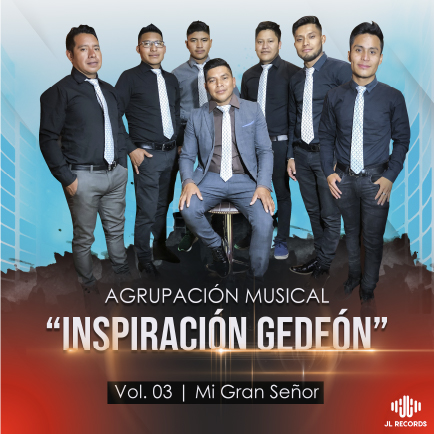 AGRUPACIÓN MUSICAL
“INSPIRACIÓN GEDEÓN”
Vol. 03 | Mi Gran Señor
JL RECORDS